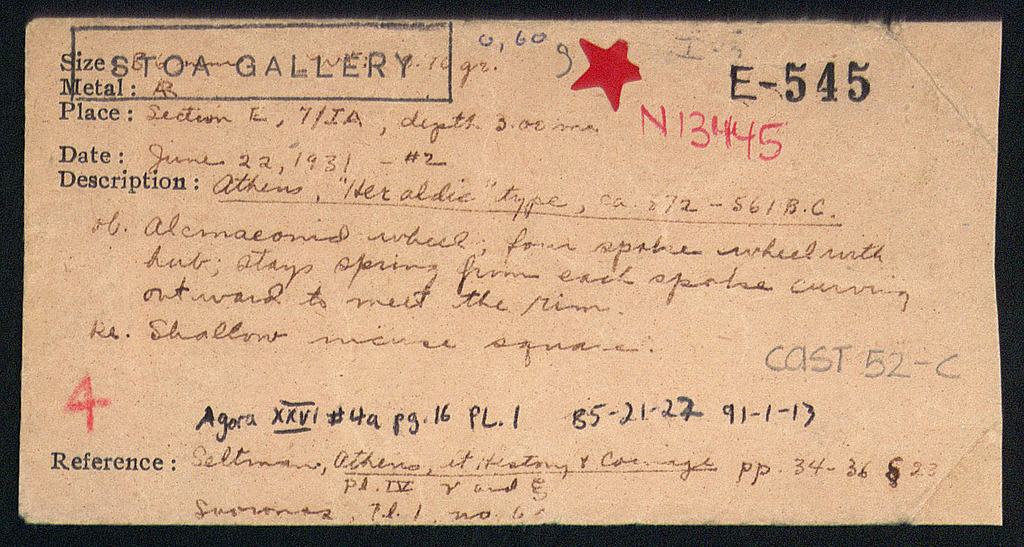 0,60 g
Size : STOA GALLERY gr.
E-545
Metal : AR
Place : Section E, 7/IA, depth 3.00 m.
N13445
Date : June 22, 1931 - #2
Description : Athens, "Heraldic" type, ca. 572 - 561 B.C.
ob. Alcmaeonid wheel; four spoke wheel with
hub; stays spring from each spoke curving
outward to meet the rim.
Re. Shallow incuse square.
CAST 52-C
4
Agora XXVI #4a pg. 16 PL. 1 85-21-27 91-1-13
Reference : Seltman, Athens, it History & Coinage pp. 34-36 § 23
Pl. IV γ and ξ
Svoronos, Pl. 1, no. 6